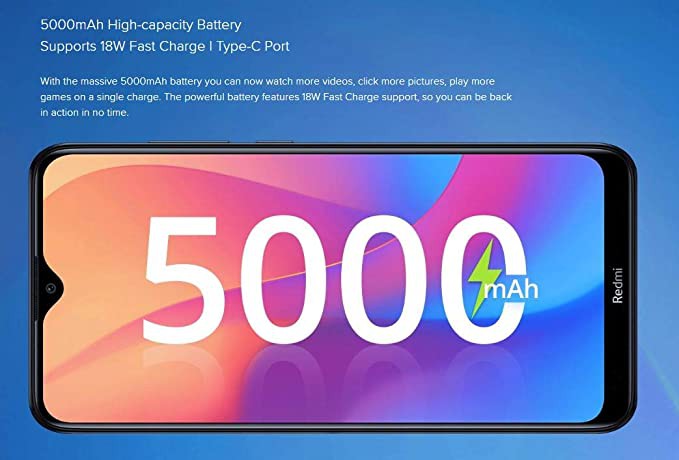 5000mAh High-capacity Battery
Supports 18W Fast Charge l Type-C Port
With the massive 5000mAh battery you can now watch more videos, click more pictures, play more
games on a single charge. The powerful battery features 18W Fast Charge support, so you can be back
in action in no time.
5000
mAh
Redmi